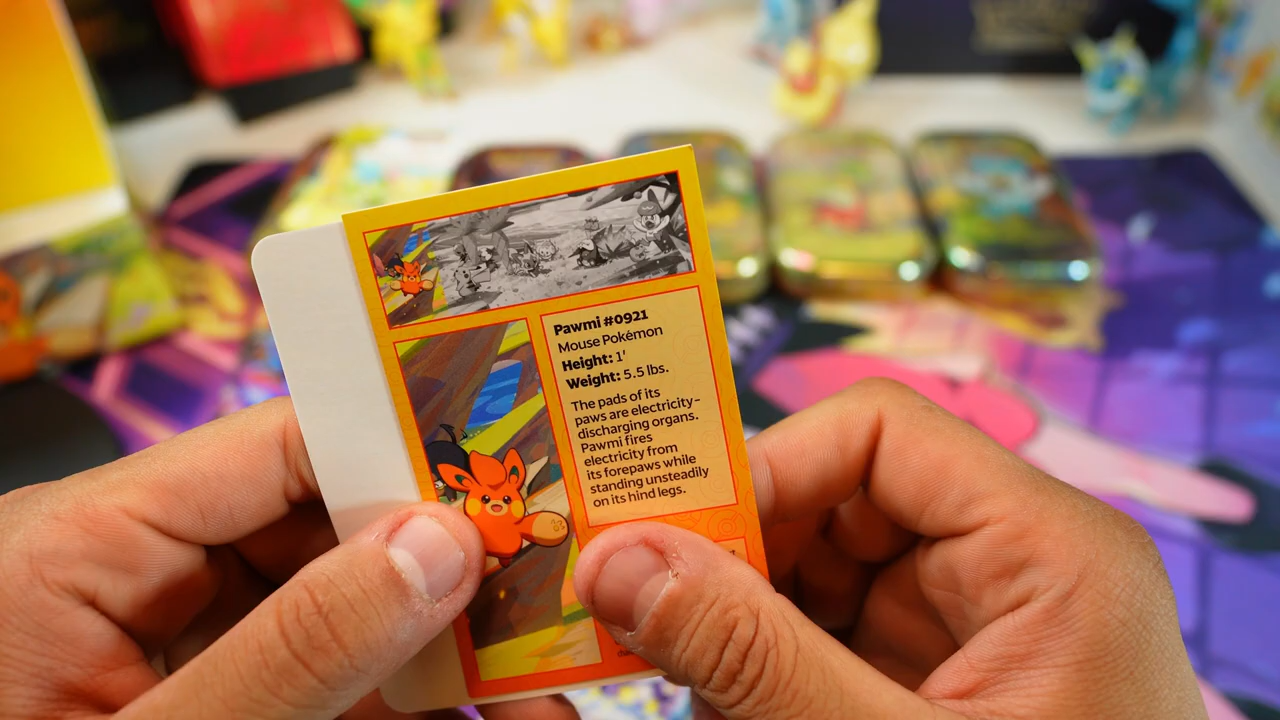 Pawmi #0921
Mouse Pokémon
Height: 1'
Weight: 5.5 lbs.
The pads of its
paws are electricity-
discharging organs.
Pawmi fires
electricity from
its forepaws while
standing unsteadily
on its hind legs.